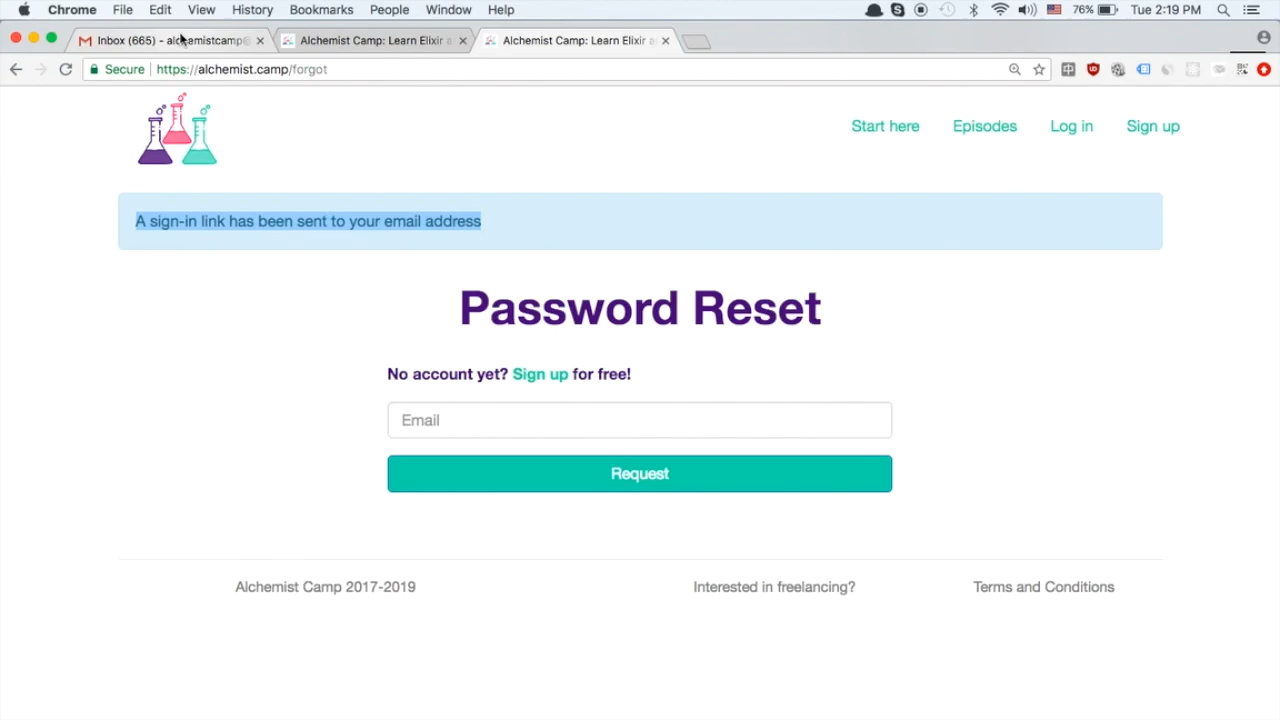 Chrome File Edit View History Bookmarks People Window Help 76% Tue 2:19 PM
Inbox (665) - alchemistcamp@ Alchemist Camp: Learn Elixir a Alchemist Camp: Learn Elixir a
Secure https://alchemist.camp/forgot
Start here Episodes Log in Sign up
A sign-in link has been sent to your email address
Password Reset
No account yet? Sign up for free!
Email
Request
Alchemist Camp 2017-2019 Interested in freelancing? Terms and Conditions